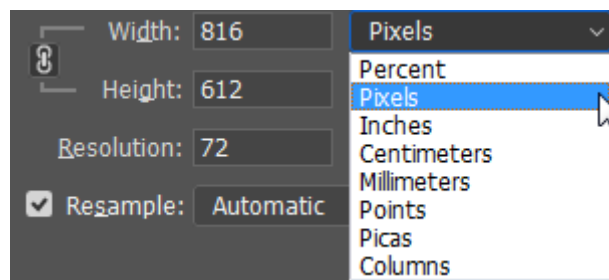 Width: 816 Pixels
Percent
Height: 612
Pixels
Inches
Resolution: 72
Centimeters
Millimeters
Resample: Automatic
Points
Picas
Columns